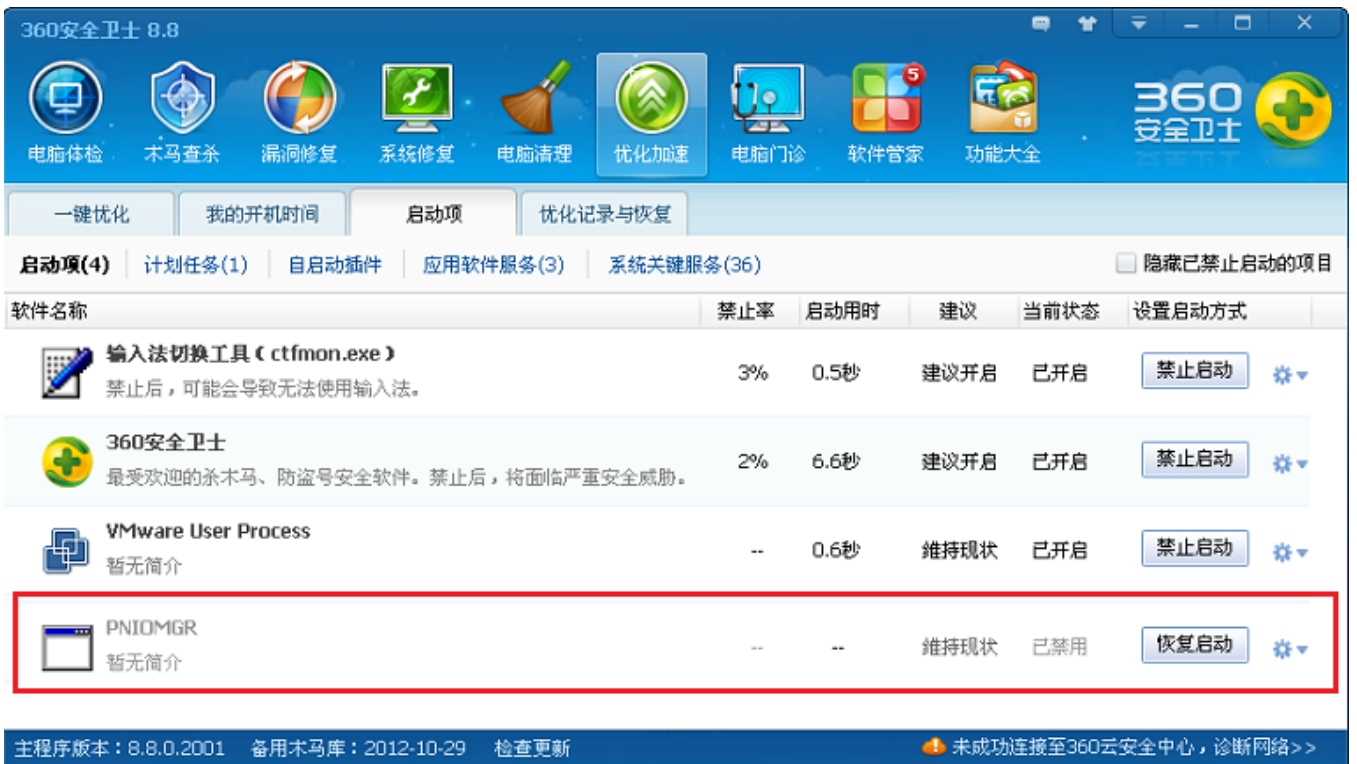 360安全卫士 8.8
5
电脑体检 木马查杀 漏洞修复 系统修复 电脑清理 优化加速 电脑门诊 软件管家 功能大全
360
安全卫士
一键优化 我的开机时间 启动项 优化记录与恢复
启动项(4) 计划任务(1) 自启动插件 应用软件服务(3) 系统关键服务(36) 隐藏已禁止启动的项目
软件名称 禁止率 启动用时 建议 当前状态 设置启动方式
输入法切换工具(ctfmon.exe)
禁止后，可能会导致无法使用输入法。
3% 0.5秒 建议开启 已开启 禁止启动
360安全卫士
最受欢迎的杀木马、防盗号安全软件。禁止后，将面临严重安全威胁。
2% 6.6秒 建议开启 已开启 禁止启动
VMware User Process
暂无简介
-- 0.6秒 维持现状 已开启 禁止启动
PNIOMGR
暂无简介
-- -- 维持现状 已禁用 恢复启动
主程序版本：8.8.0.2001 备用木马库：2012-10-29 检查更新 未成功连接至360云安全中心，诊断网络>>